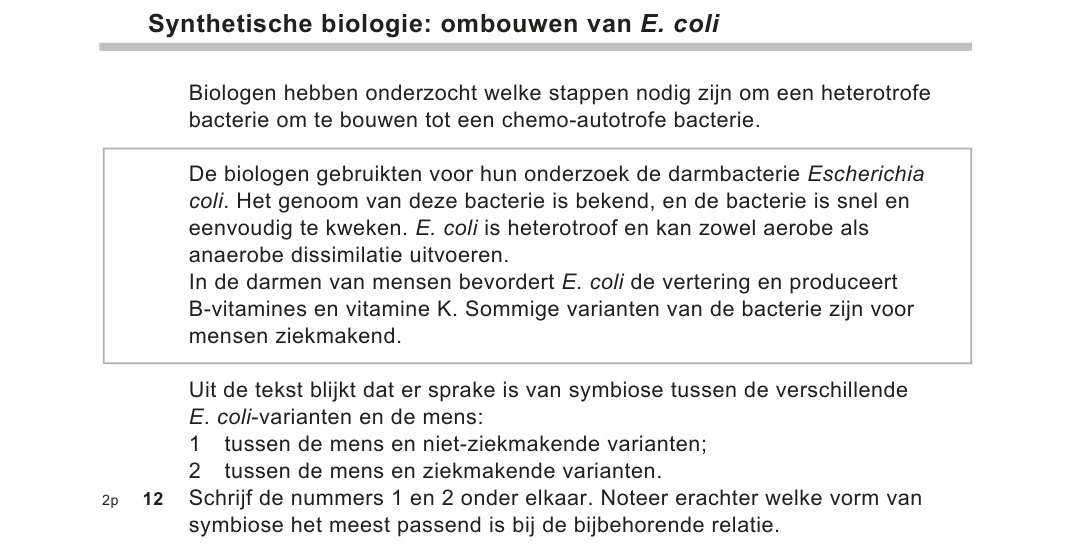 Synthetische biologie: ombouwen van E. coli
Biologen hebben onderzocht welke stappen nodig zijn om een heterotrofe
bacterie om te bouwen tot een chemo-autotrofe bacterie.
De biologen gebruikten voor hun onderzoek de darmbacterie Escherichia
coli. Het genoom van deze bacterie is bekend, en de bacterie is snel en
eenvoudig te kweken. E. coli is heterotroof en kan zowel aerobe als
anaerobe dissimilatie uitvoeren.
In de darmen van mensen bevordert E. coli de vertering en produceert
B-vitamines en vitamine K. Sommige varianten van de bacterie zijn voor
mensen ziekmakend.
Uit de tekst blijkt dat er sprake is van symbiose tussen de verschillende
E. coli-varianten en de mens:
1 tussen de mens en niet-ziekmakende varianten;
2 tussen de mens en ziekmakende varianten.
2p 12 Schrijf de nummers 1 en 2 onder elkaar. Noteer erachter welke vorm van
symbiose het meest passend is bij de bijbehorende relatie.